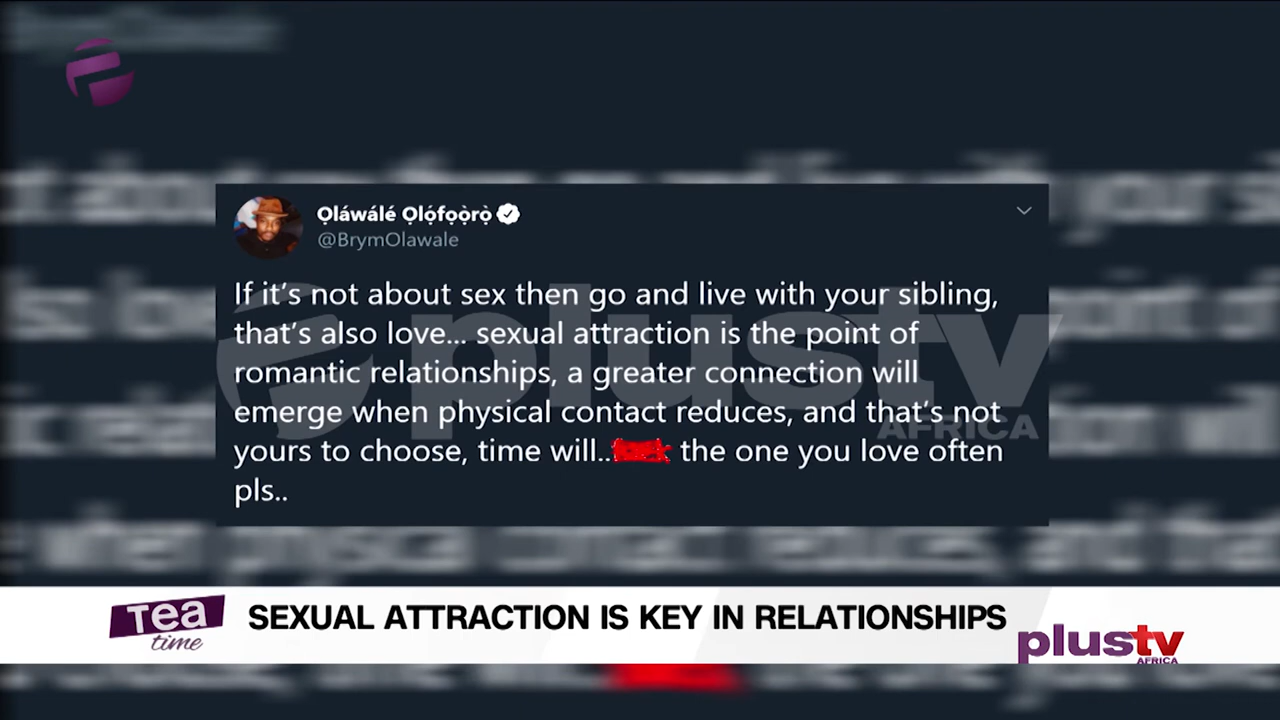 Ọláwálé Ọlọ́fọọ̀rọ̀
@BrymOlawale
If it's not about sex then go and live with your sibling,
that's also love... sexual attraction is the point of
romantic relationships, a greater connection will
emerge when physical contact reduces, and that's not
yours to choose, time will.. the one you love often
pls..
plustv
AFRICA
Tea
time
SEXUAL ATTRACTION IS KEY IN RELATIONSHIPS
plustv
AFRICA